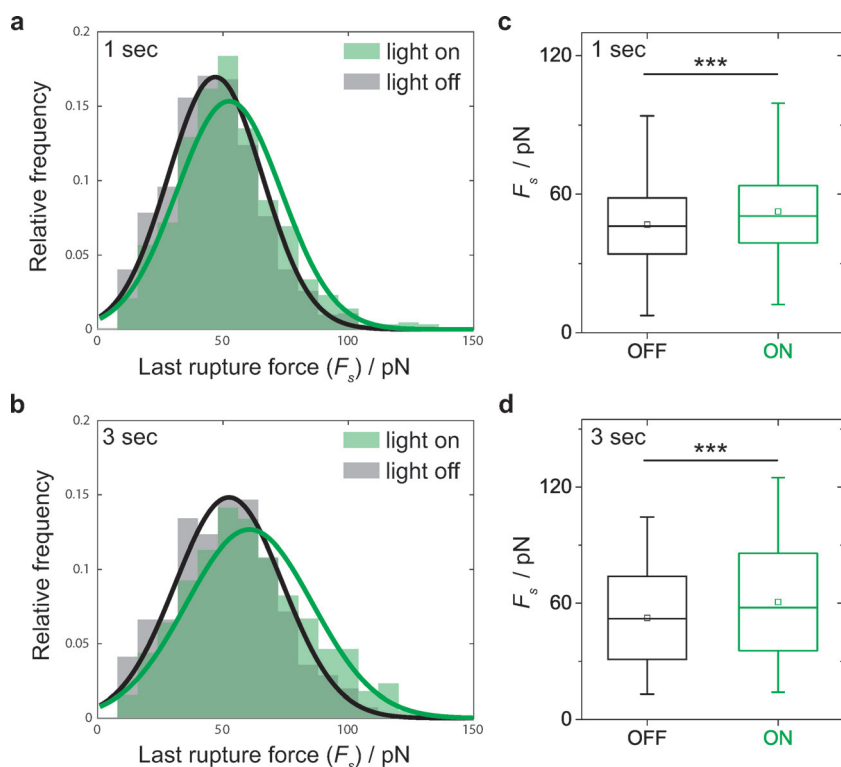 a
1 sec
light on
light off
Relative frequency
0.2
0.15
0.1
0.05
0
0
50
100
150
Last rupture force (Fs) / pN
b
3 sec
light on
light off
Relative frequency
0.2
0.15
0.1
0.05
0
0
50
100
150
Last rupture force (Fs) / pN
c
1 sec
***
Fs / pN
120
60
0
OFF
ON
d
3 sec
***
Fs / pN
120
60
0
OFF
ON